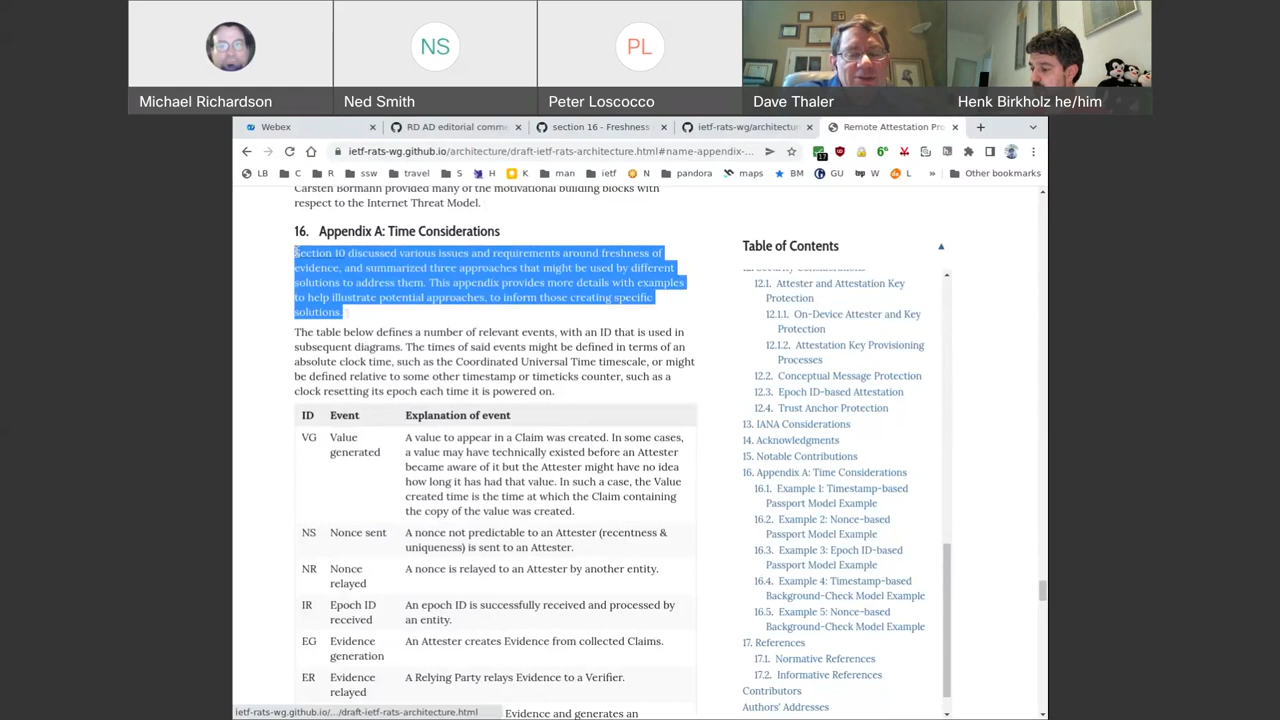 NS
PL
Michael Richardson
Ned Smith
Peter Loscocco
Dave Thaler
Henk Birkholz he/him
Webex
RD AD editorial comme
section 16 - Freshness
ietf-rats-wg/architectu
Remote Attestation Pro
ietf-rats-wg.github.io/architecture/draft-ietf-rats-architecture.html#name-appendix-...
17
6
LB
C
R
ssw
travel
S
H
K
man
ietf
N
pandora
maps
BM
GU
bp W
L
»
Other bookmarks
Carsten Bormann provided many of the motivational building blocks with
respect to the Internet Threat Model.
16. Appendix A: Time Considerations
Section 10 discussed various issues and requirements around freshness of
evidence, and summarized three approaches that might be used by different
solutions to address them. This appendix provides more details with examples
to help illustrate potential approaches, to inform those creating specific
solutions.
The table below defines a number of relevant events, with an ID that is used in
subsequent diagrams. The times of said events might be defined in terms of an
absolute clock time, such as the Coordinated Universal Time timescale, or might
be defined relative to some other timestamp or timeticks counter, such as a
clock resetting its epoch each time it is powered on.
ID Event Explanation of event
VG Value generated A value to appear in a Claim was created. In some cases,
a value may have technically existed before an Attester
became aware of it but the Attester might have no idea
how long it has had that value. In such a case, the Value
created time is the time at which the Claim containing
the copy of the value was created.
NS Nonce sent A nonce not predictable to an Attester (recentness &
uniqueness) is sent to an Attester.
NR Nonce relayed A nonce is relayed to an Attester by another entity.
IR Epoch ID received An epoch ID is successfully received and processed by
an entity.
EG Evidence generation An Attester creates Evidence from collected Claims.
ER Evidence relayed A Relying Party relays Evidence to a Verifier.
Evidence and generates an
ietf-rats-wg.github.io/.../draft-ietf-rats-architecture.html
Table of Contents
12. Security Considerations
12.1. Attester and Attestation Key
Protection
12.1.1. On-Device Attester and Key
Protection
12.1.2. Attestation Key Provisioning
Processes
12.2. Conceptual Message Protection
12.3. Epoch ID-based Attestation
12.4. Trust Anchor Protection
13. IANA Considerations
14. Acknowledgments
15. Notable Contributions
16. Appendix A: Time Considerations
16.1. Example 1: Timestamp-based
Passport Model Example
16.2. Example 2: Nonce-based
Passport Model Example
16.3. Example 3: Epoch ID-based
Passport Model Example
16.4. Example 4: Timestamp-based
Background-Check Model Example
16.5. Example 5: Nonce-based
Background-Check Model Example
17. References
17.1. Normative References
17.2. Informative References
Contributors
Authors' Addresses